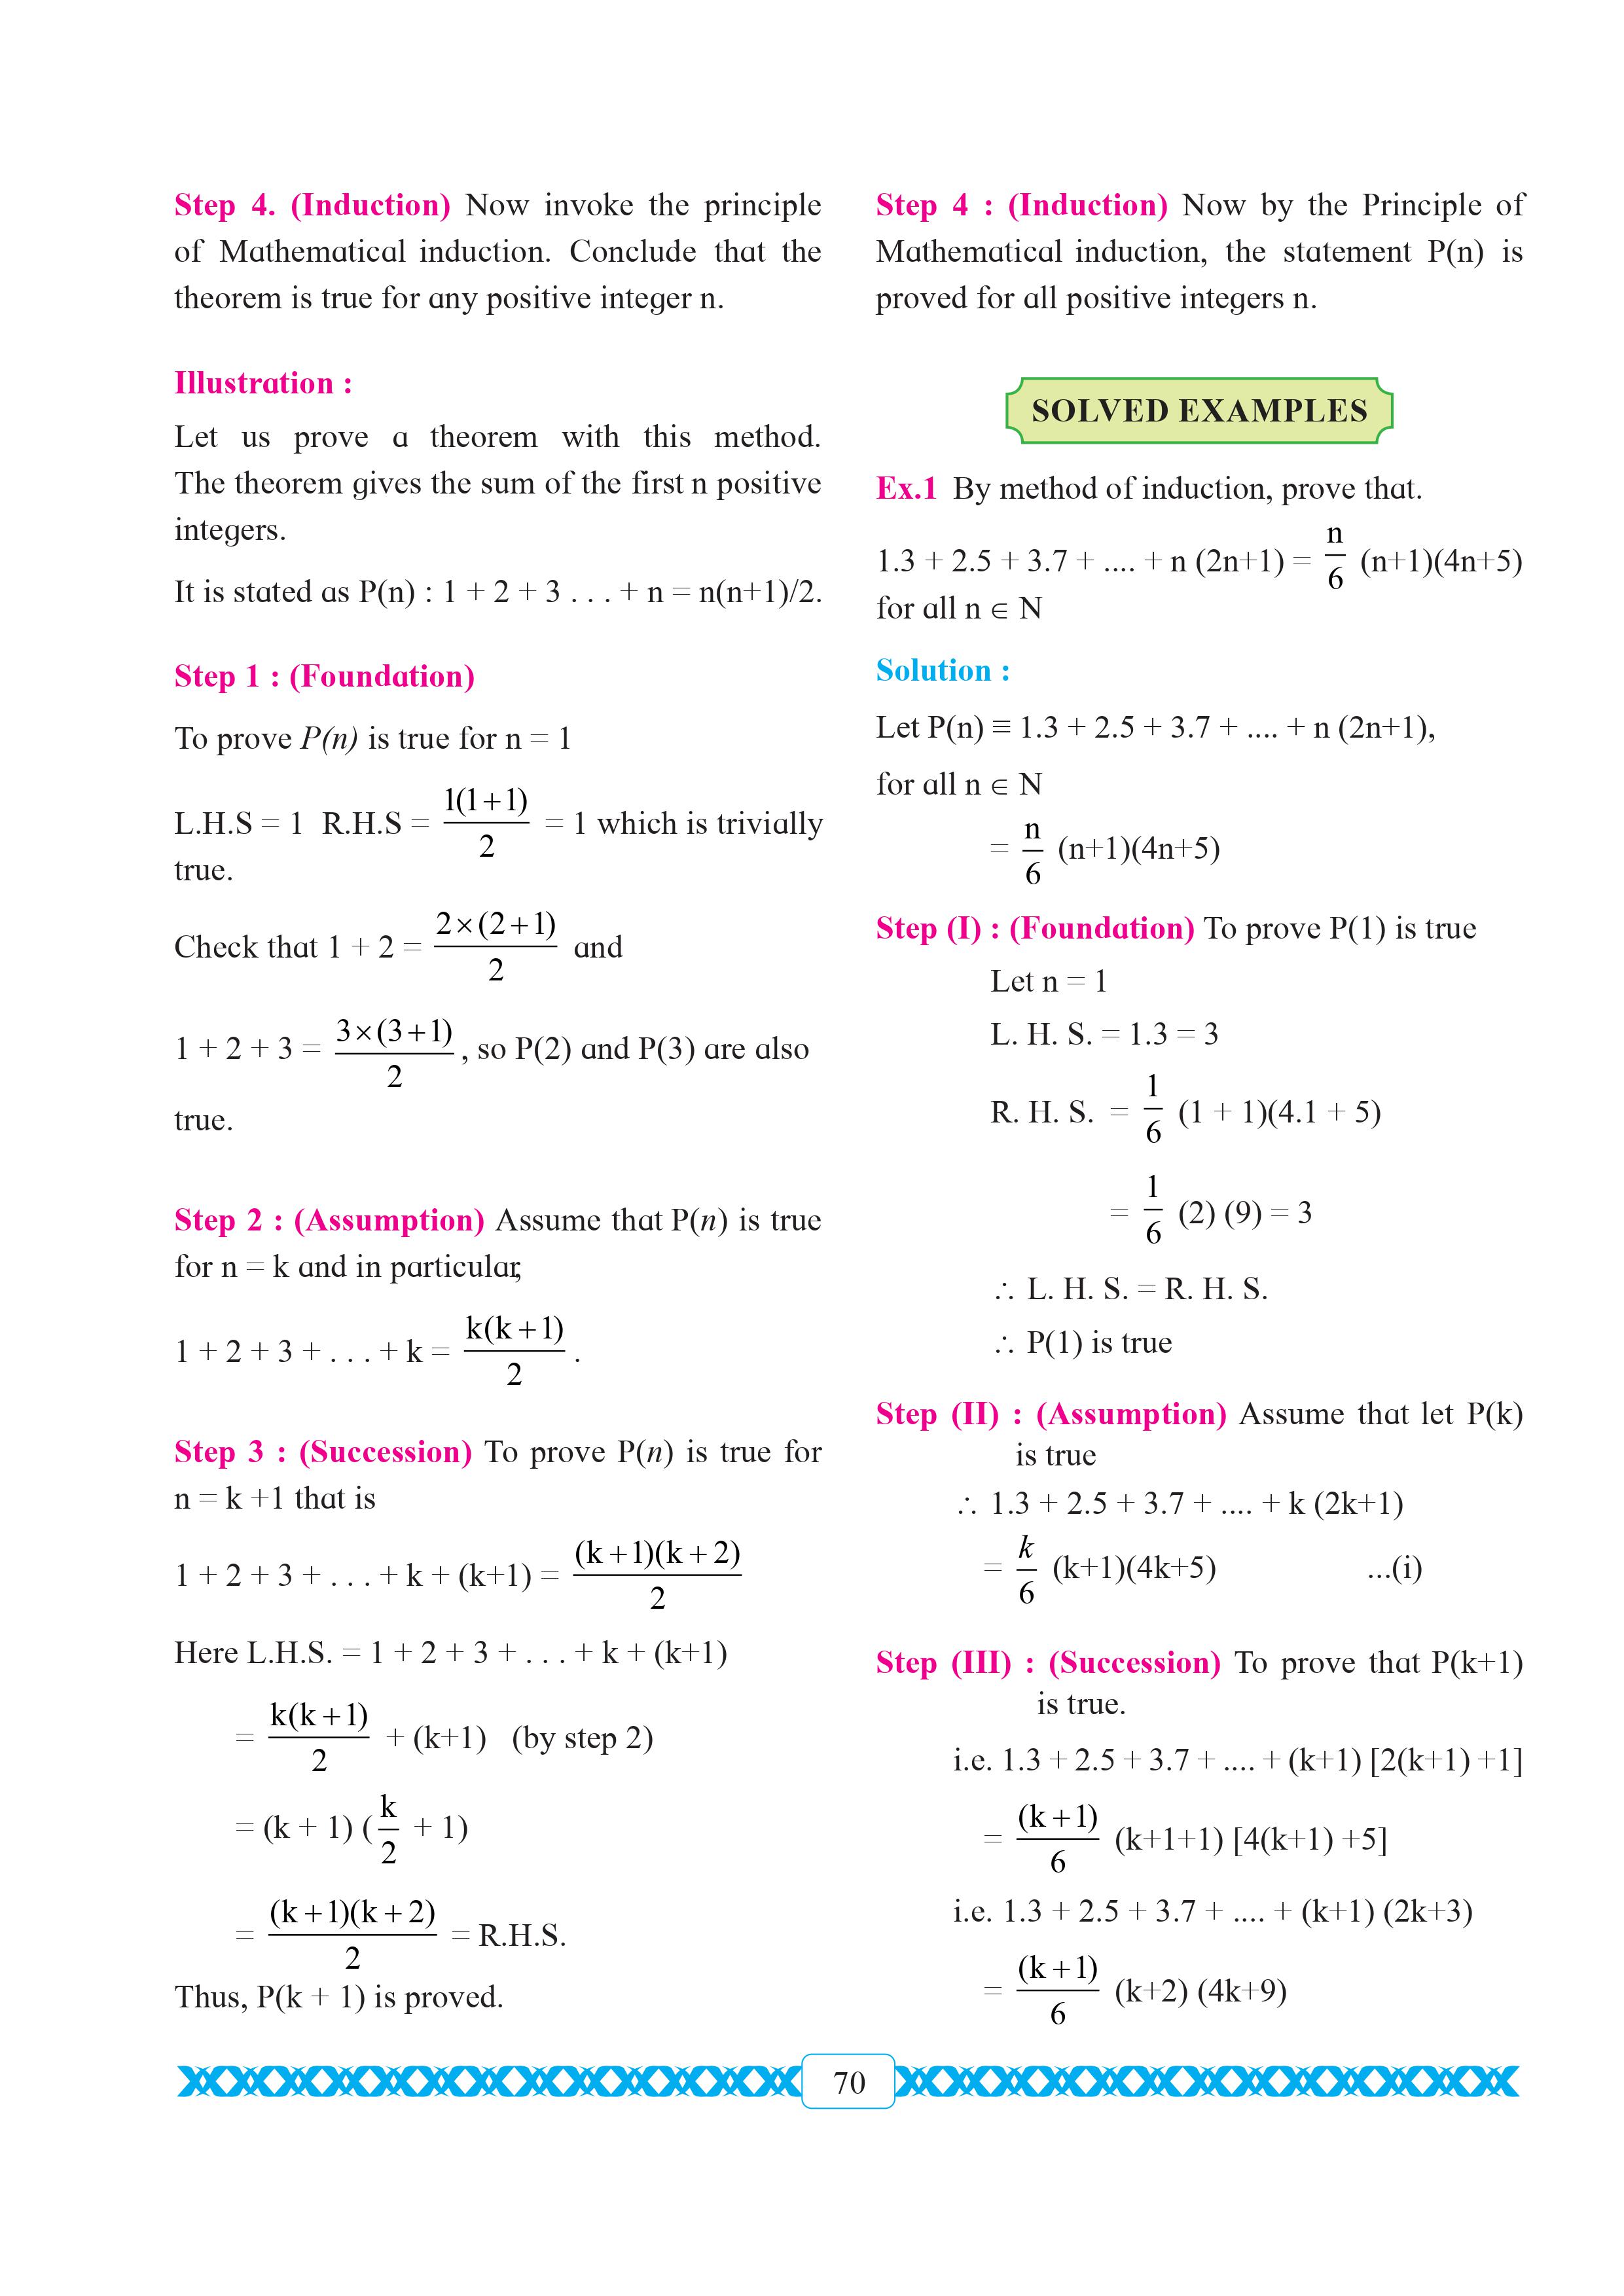 Step 4. (Induction) Now invoke the principle
of Mathematical induction. Conclude that the
theorem is true for any positive integer n.
Illustration :
Let us prove a theorem with this method.
The theorem gives the sum of the first n positive
integers.
It is stated as P(n) : 1 + 2 + 3 . . . + n = n(n+1)/2.
Step 1 : (Foundation)
To prove P(n) is true for n = 1
L.H.S = 1 R.H.S = \frac{1(1+1)}{2} = 1 which is trivially
true.
Check that 1 + 2 = \frac{2×(2+1)}{2} and
1 + 2 + 3 = \frac{3×(3+1)}{2}, so P(2) and P(3) are also
true.
Step 2 : (Assumption) Assume that P(n) is true
for n = k and in particular,
1 + 2 + 3 + . . . + k = \frac{k(k+1)}{2}.
Step 3 : (Succession) To prove P(n) is true for
n = k +1 that is
1 + 2 + 3 + . . . + k + (k+1) = \frac{(k+1)(k+2)}{2}
Here L.H.S. = 1 + 2 + 3 + . . . + k + (k+1)
= \frac{k(k+1)}{2} + (k+1) (by step 2)
= (k + 1) (\frac{k}{2} + 1)
= \frac{(k+1)(k+2)}{2} = R.H.S.
Thus, P(k + 1) is proved.
Step 4 : (Induction) Now by the Principle of
Mathematical induction, the statement P(n) is
proved for all positive integers n.
SOLVED EXAMPLES
Ex.1 By method of induction, prove that.
1.3 + 2.5 + 3.7 + .... + n (2n+1) = \frac{n}{6} (n+1)(4n+5)
for all n ∈ N
Solution :
Let P(n) ≡ 1.3 + 2.5 + 3.7 + .... + n (2n+1),
for all n ∈ N
= \frac{n}{6} (n+1)(4n+5)
Step (I) : (Foundation) To prove P(1) is true
Let n = 1
L. H. S. = 1.3 = 3
R. H. S. = \frac{1}{6} (1 + 1)(4.1 + 5)
= \frac{1}{6} (2) (9) = 3
∴ L. H. S. = R. H. S.
∴ P(1) is true
Step (II) : (Assumption) Assume that let P(k)
is true
∴ 1.3 + 2.5 + 3.7 + .... + k (2k+1)
= \frac{k}{6} (k+1)(4k+5) ...(i)
Step (III) : (Succession) To prove that P(k+1)
is true.
i.e. 1.3 + 2.5 + 3.7 + .... + (k+1) [2(k+1) +1]
= \frac{(k+1)}{6} (k+1+1) [4(k+1) +5]
i.e. 1.3 + 2.5 + 3.7 + .... + (k+1) (2k+3)
= \frac{(k+1)}{6} (k+2) (4k+9)
70